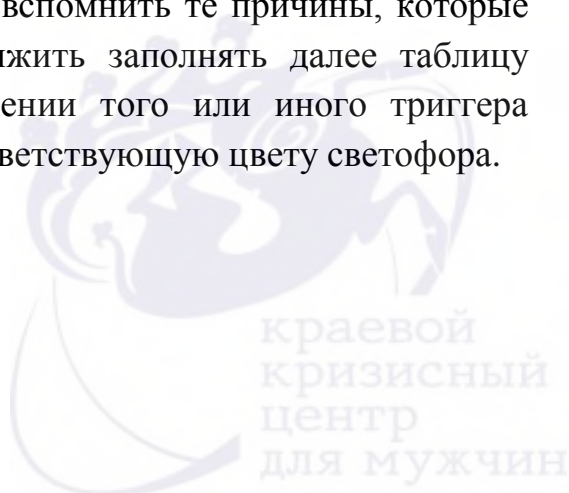 вспомнить те причины, которые
жить заполнять далее таблицу
ении того или иного триггера
ветствующую цвету светофора.
краевой
кризисный
центр
для мужчин